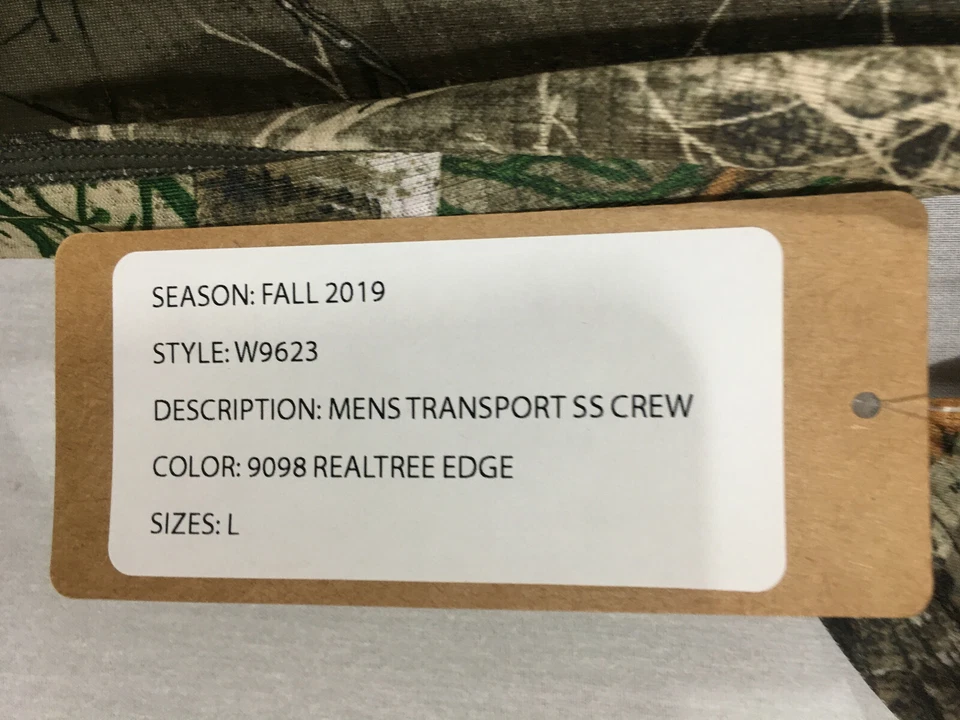 SEASON: FALL 2019
STYLE: W9623
DESCRIPTION: MENS TRANSPORT SS CREW
COLOR: 9098 REALTREE EDGE
SIZES: L